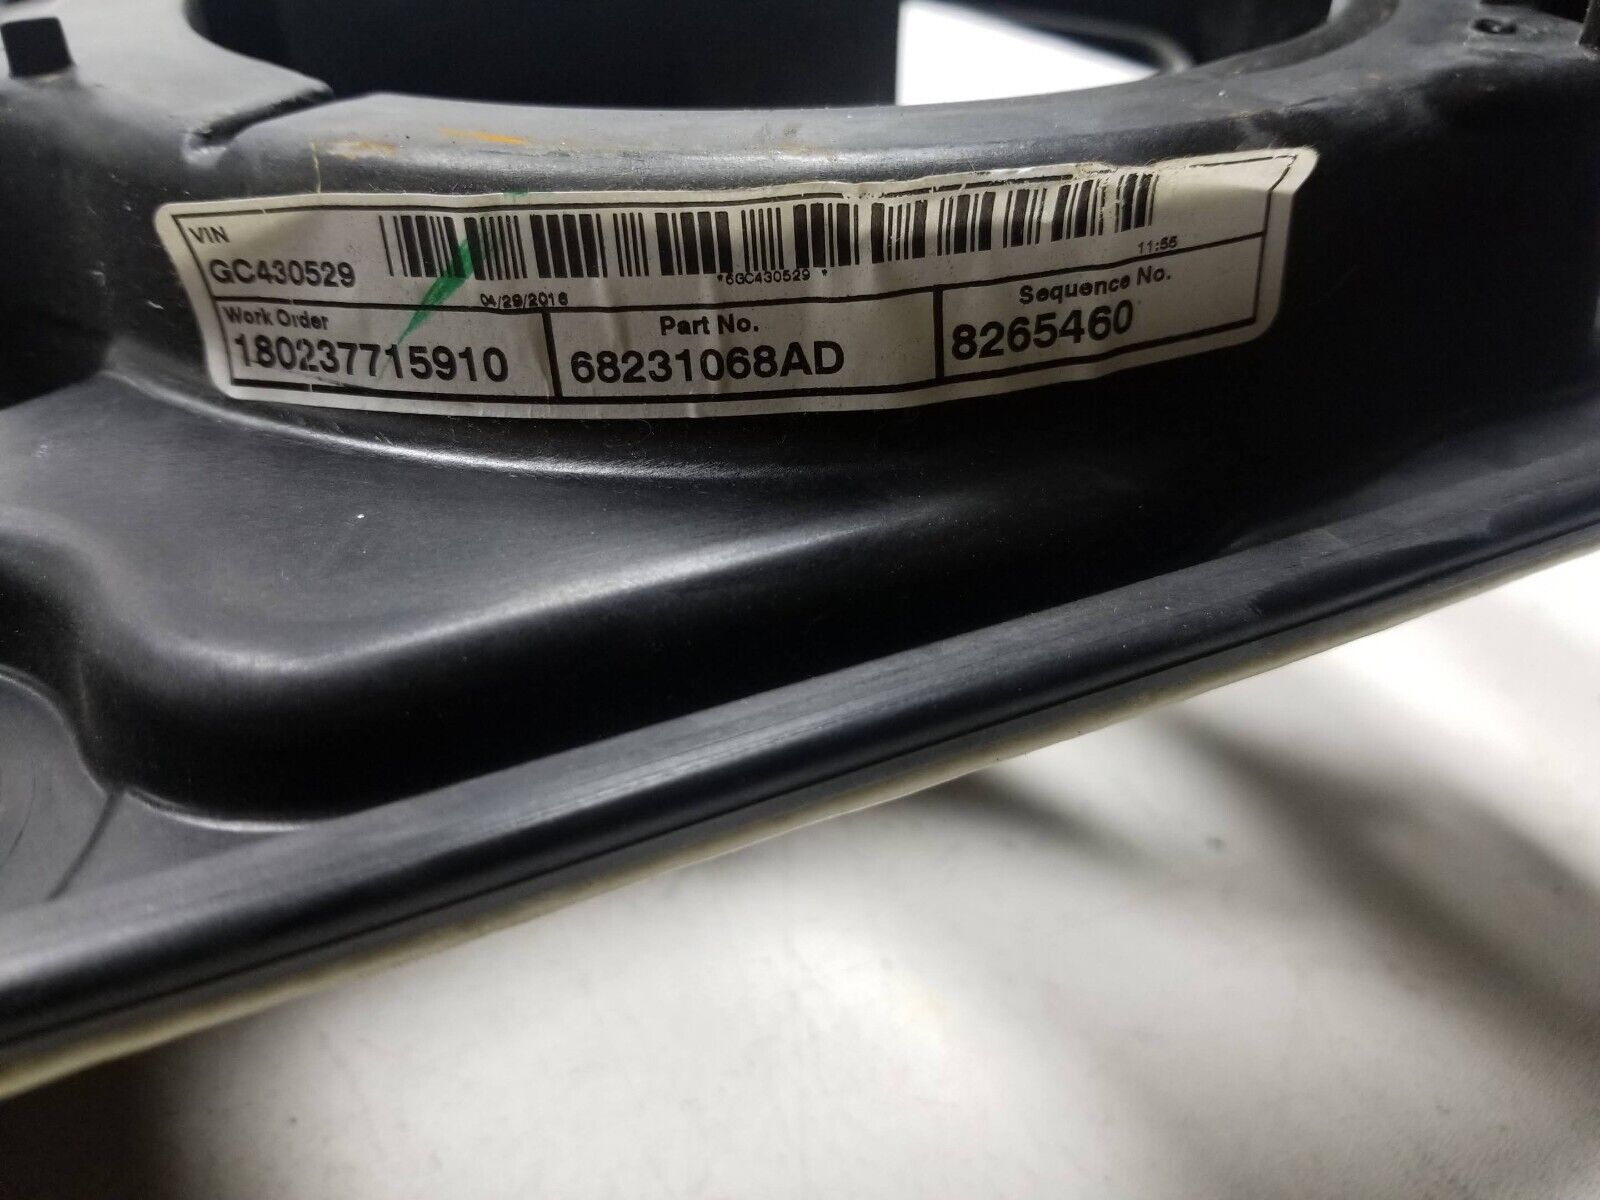 VIN
GC430529
*6GC430529 *
04/29/2016
11:55
Work Order
180237715910
Part No.
68231068AD
Sequence No.
8265460